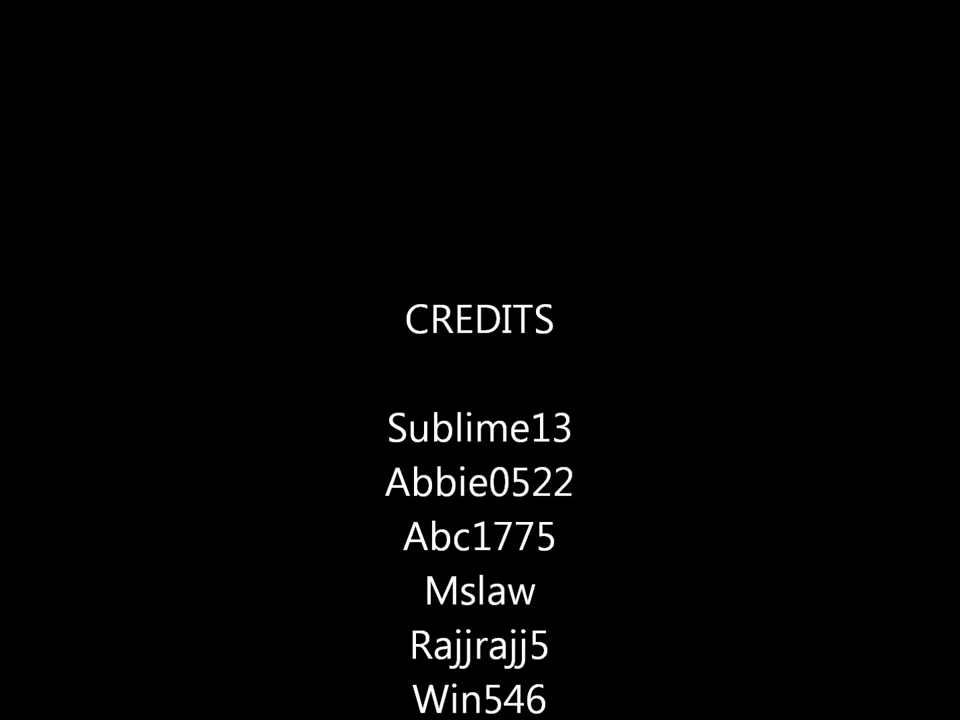 CREDITS
Sublime13
Abbie0522
Abc1775
Mslaw
Rajjrajj5
Win546